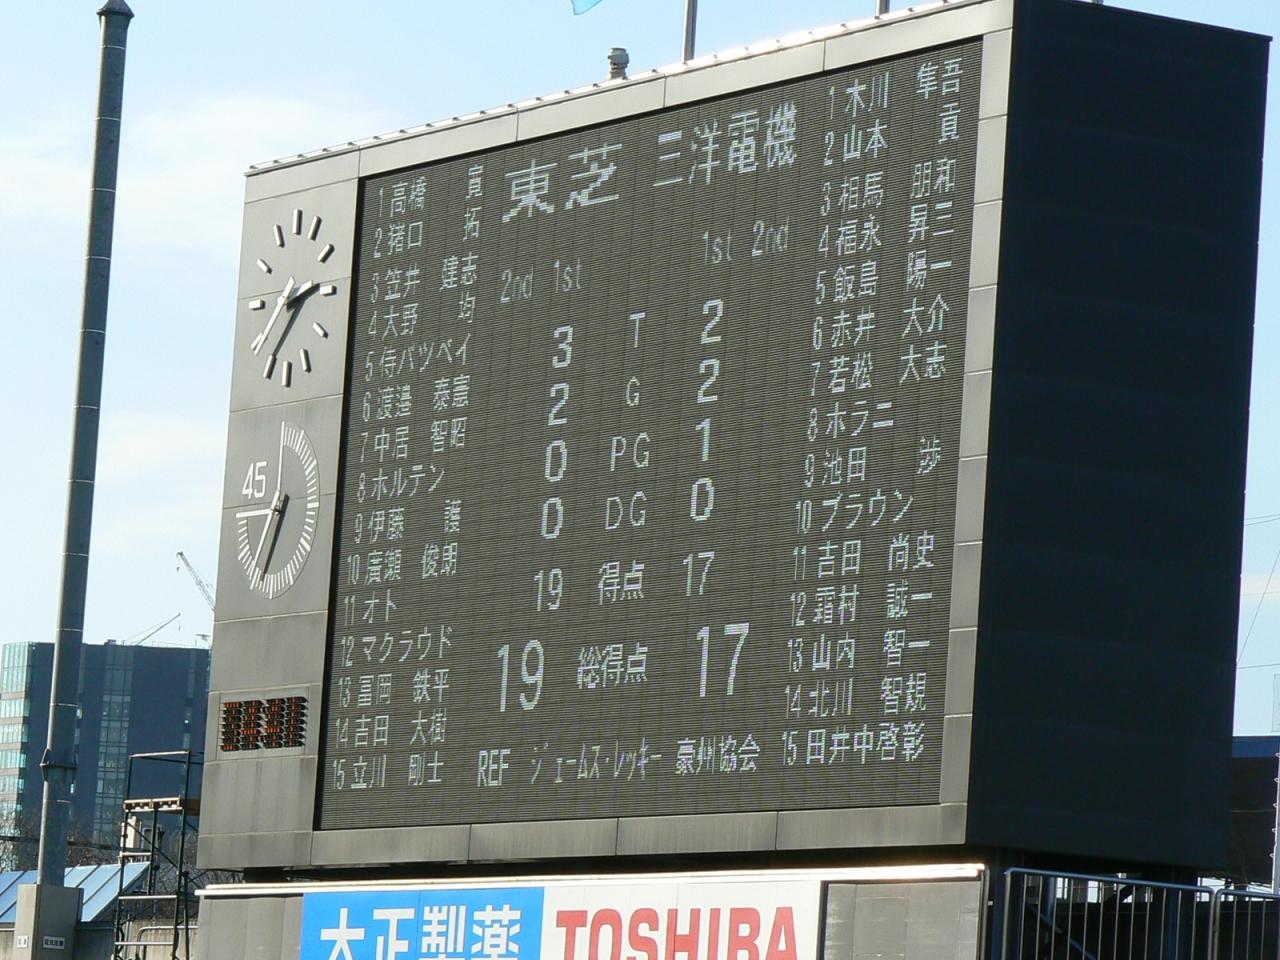 東芝 三洋電機
2nd 1st 1st 2nd
3 T 2
2 G 2
0 PG 1
0 DG 0
19 得点 17
19 総得点 17
1 高橋 寛
2 猪口 拓
3 笠井 建志
4 大野 均
5 侍バツベイ
6 渡邉 泰憲
7 中居 智昭
8 ホルテン
9 伊藤 護
10 廣瀬 俊朗
11 オト
12 マクラウド
13 冨岡 鉄平
14 吉田 大樹
15 立川 剛士
1 木川 隼吾
2 山本 貢
3 相馬 朋和
4 福永 昇三
5 飯島 陽一
6 赤井 大介
7 若松 大志
8 ホラニ
9 池田 渉
10 ブラウン
11 吉田 尚史
12 霜村 誠一
13 山内 智一
14 北川 智規
15 田井中啓彰
REF ジェームス・レッキー 豪州協会
45
大正製薬 TOSHIBA